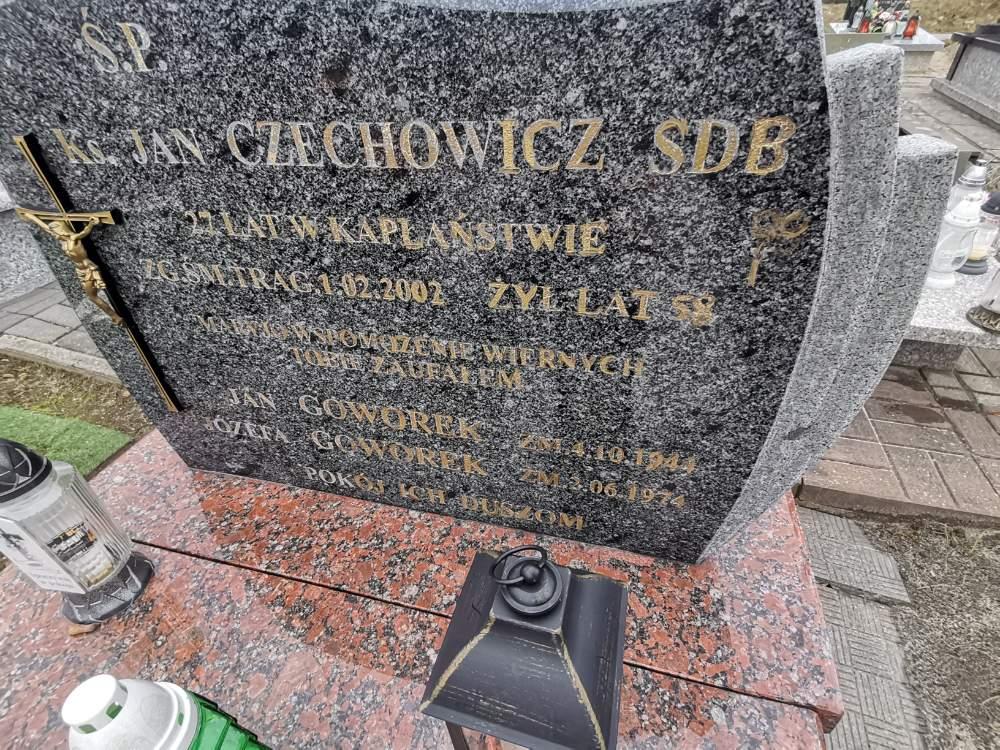 Ś.P.
Ks. JAN CZECHOWICZ SDB
27 LAT W KAPŁAŃSTWIE
ZG. ŚM. TRAG. 1.02.2002 ŻYŁ LAT 58
MARYJO WSPOMOŻENIE WIERNYCH
TOBIE ZAUFAŁEM
JAN GOWOREK ZM 4.10.1944
JÓZEFA GOWOREK ZM 3.06.1974
POKÓJ ICH DUSZOM